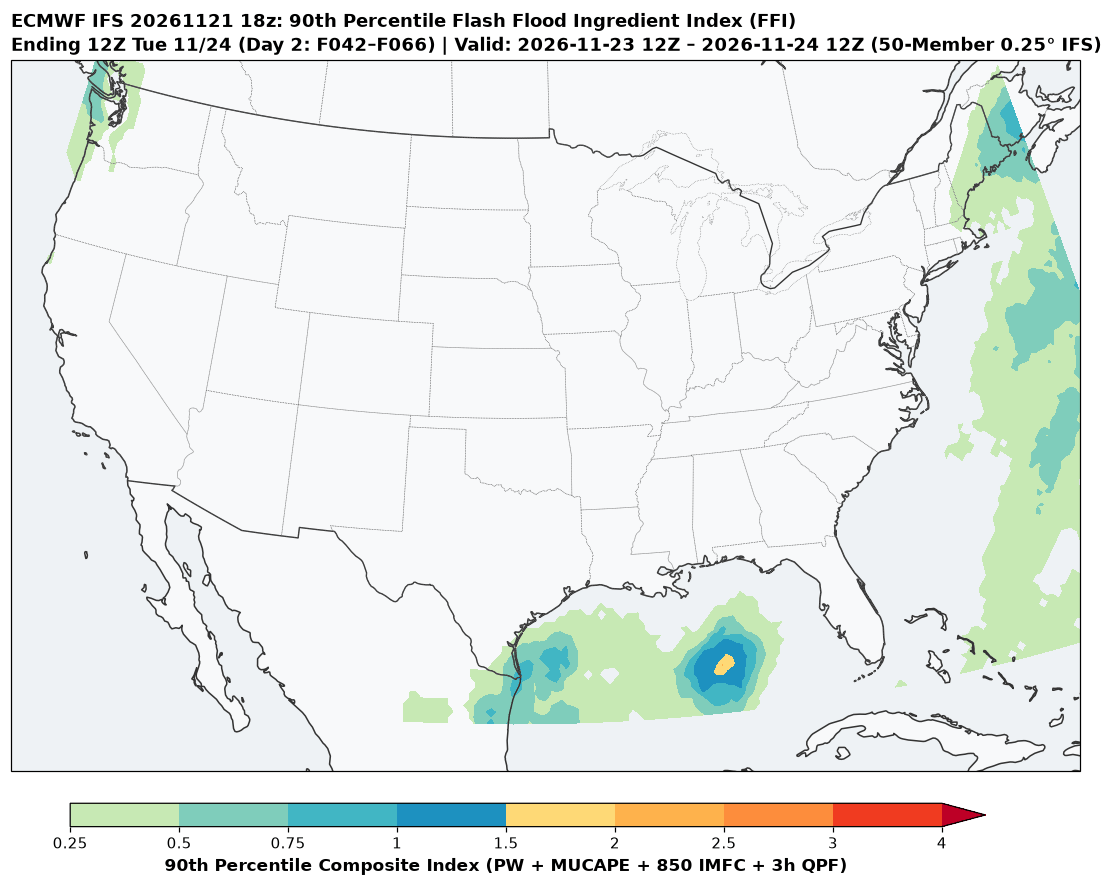 ECMWF IFS 20261121 18z: 90th Percentile Flash Flood Ingredient Index (FFI)
Ending 12Z Tue 11/24 (Day 2: F042–F066) | Valid: 2026-11-23 12Z – 2026-11-24 12Z (50-Member 0.25° IFS)
0.25 0.5 0.75 1 1.5 2 2.5 3 4
90th Percentile Composite Index (PW + MUCAPE + 850 IMFC + 3h QPF)